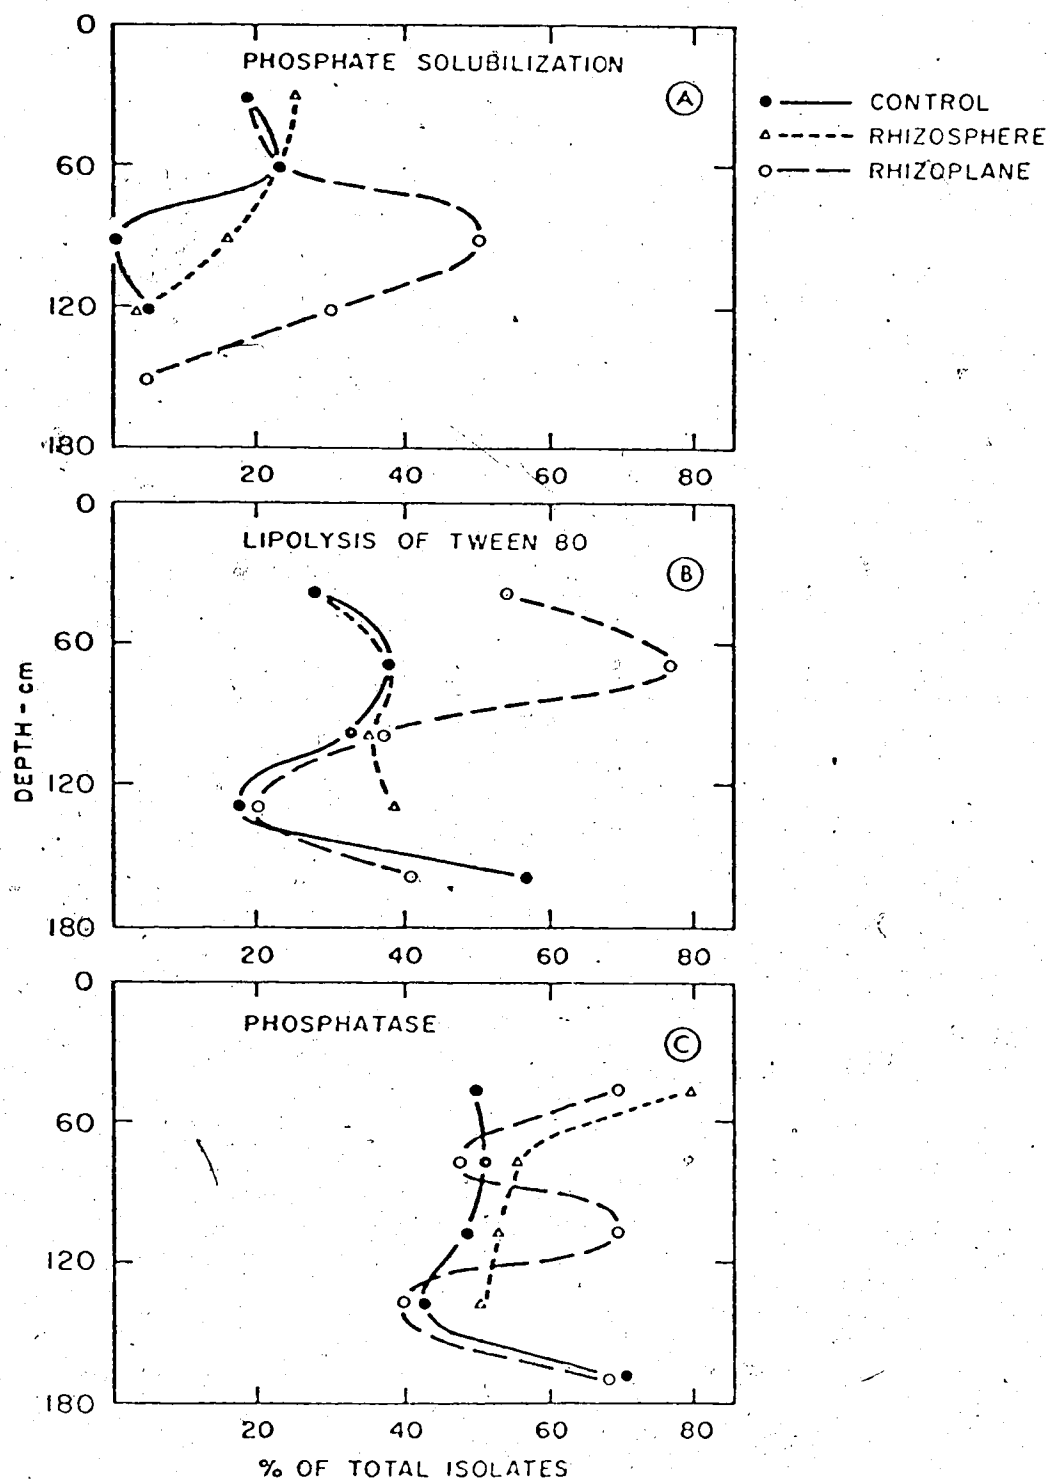 0
PHOSPHATE SOLUBILIZATION
A
CONTROL
RHIZOSPHERE
RHIZOPLANE
60
120
180
20 40 60 80
0
LIPOLYSIS OF TWEEN 80
B
60
120
180
20 40 60 80
DEPTH - cm
0
PHOSPHATASE
C
60
120
180
20 40 60 80
% OF TOTAL ISOLATES